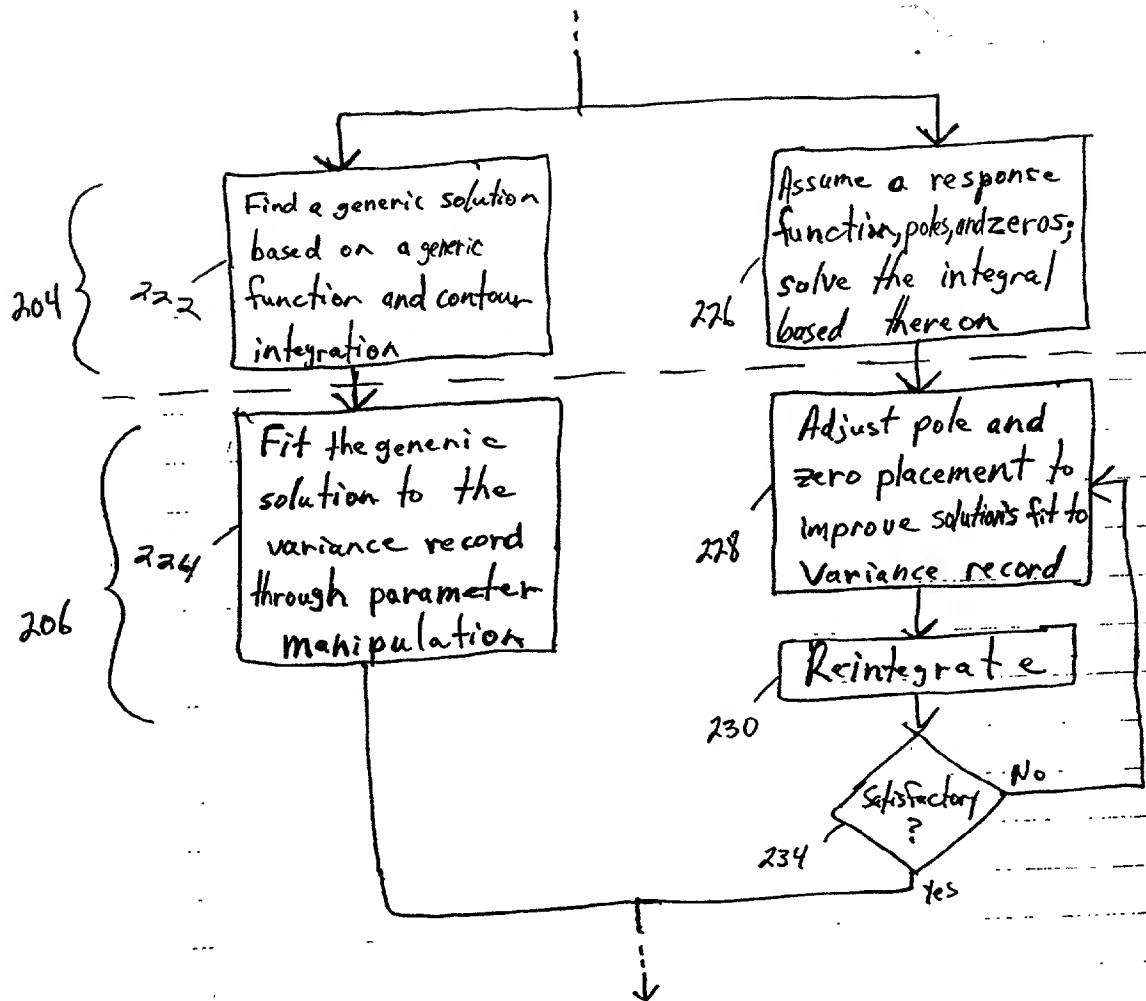 204
222
Find a generic solution
based on a generic
function and contour
integration
226
Assume a response
function, poles, and zeros;
solve the integral
based thereon
206
224
Fit the generic
solution to the
variance record
through parameter
manipulation
228
Adjust pole and
zero placement to
improve solution's fit to
variance record
230
Reintegrate
234
Satisfactory
?
No
Yes